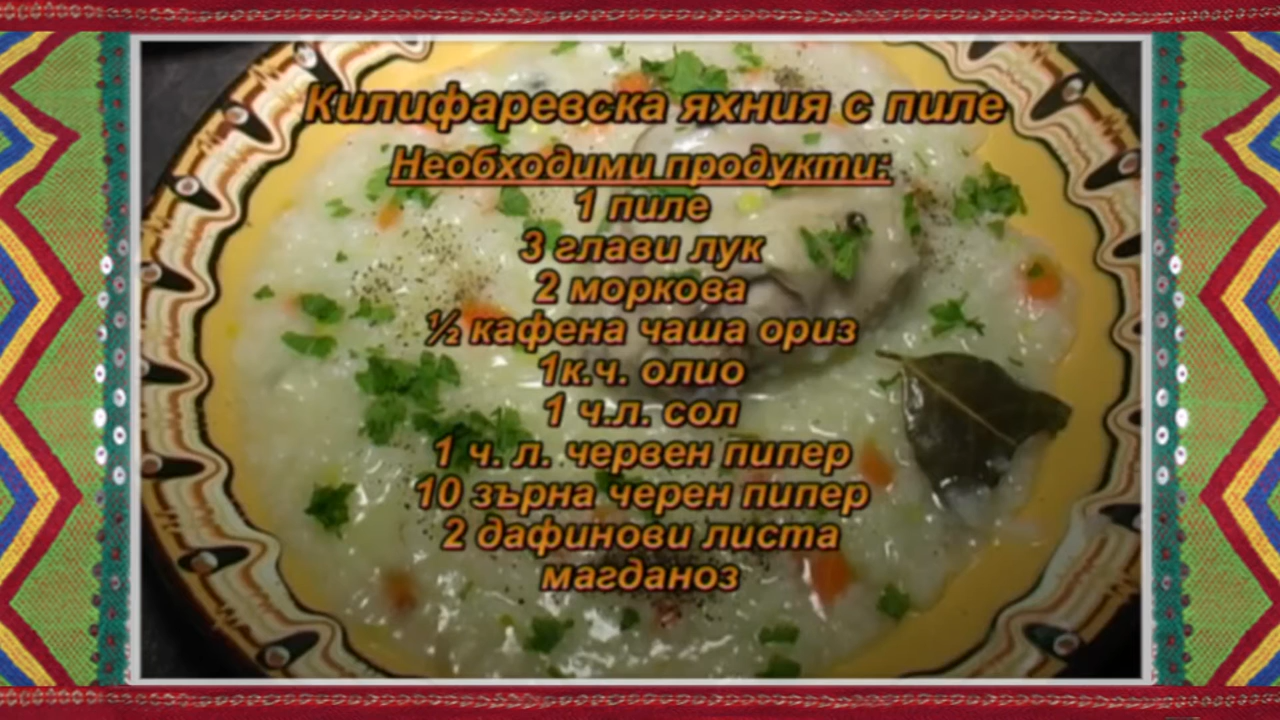 Килифаревска яхния с пиле
Необходими продукти:
1 пиле
3 глави лук
2 моркова
½ кафена чаша ориз
1к.ч. олио
1 ч.л. сол
1 ч. л. червен пипер
10 зърна черен пипер
2 дафинови листа
магданоз